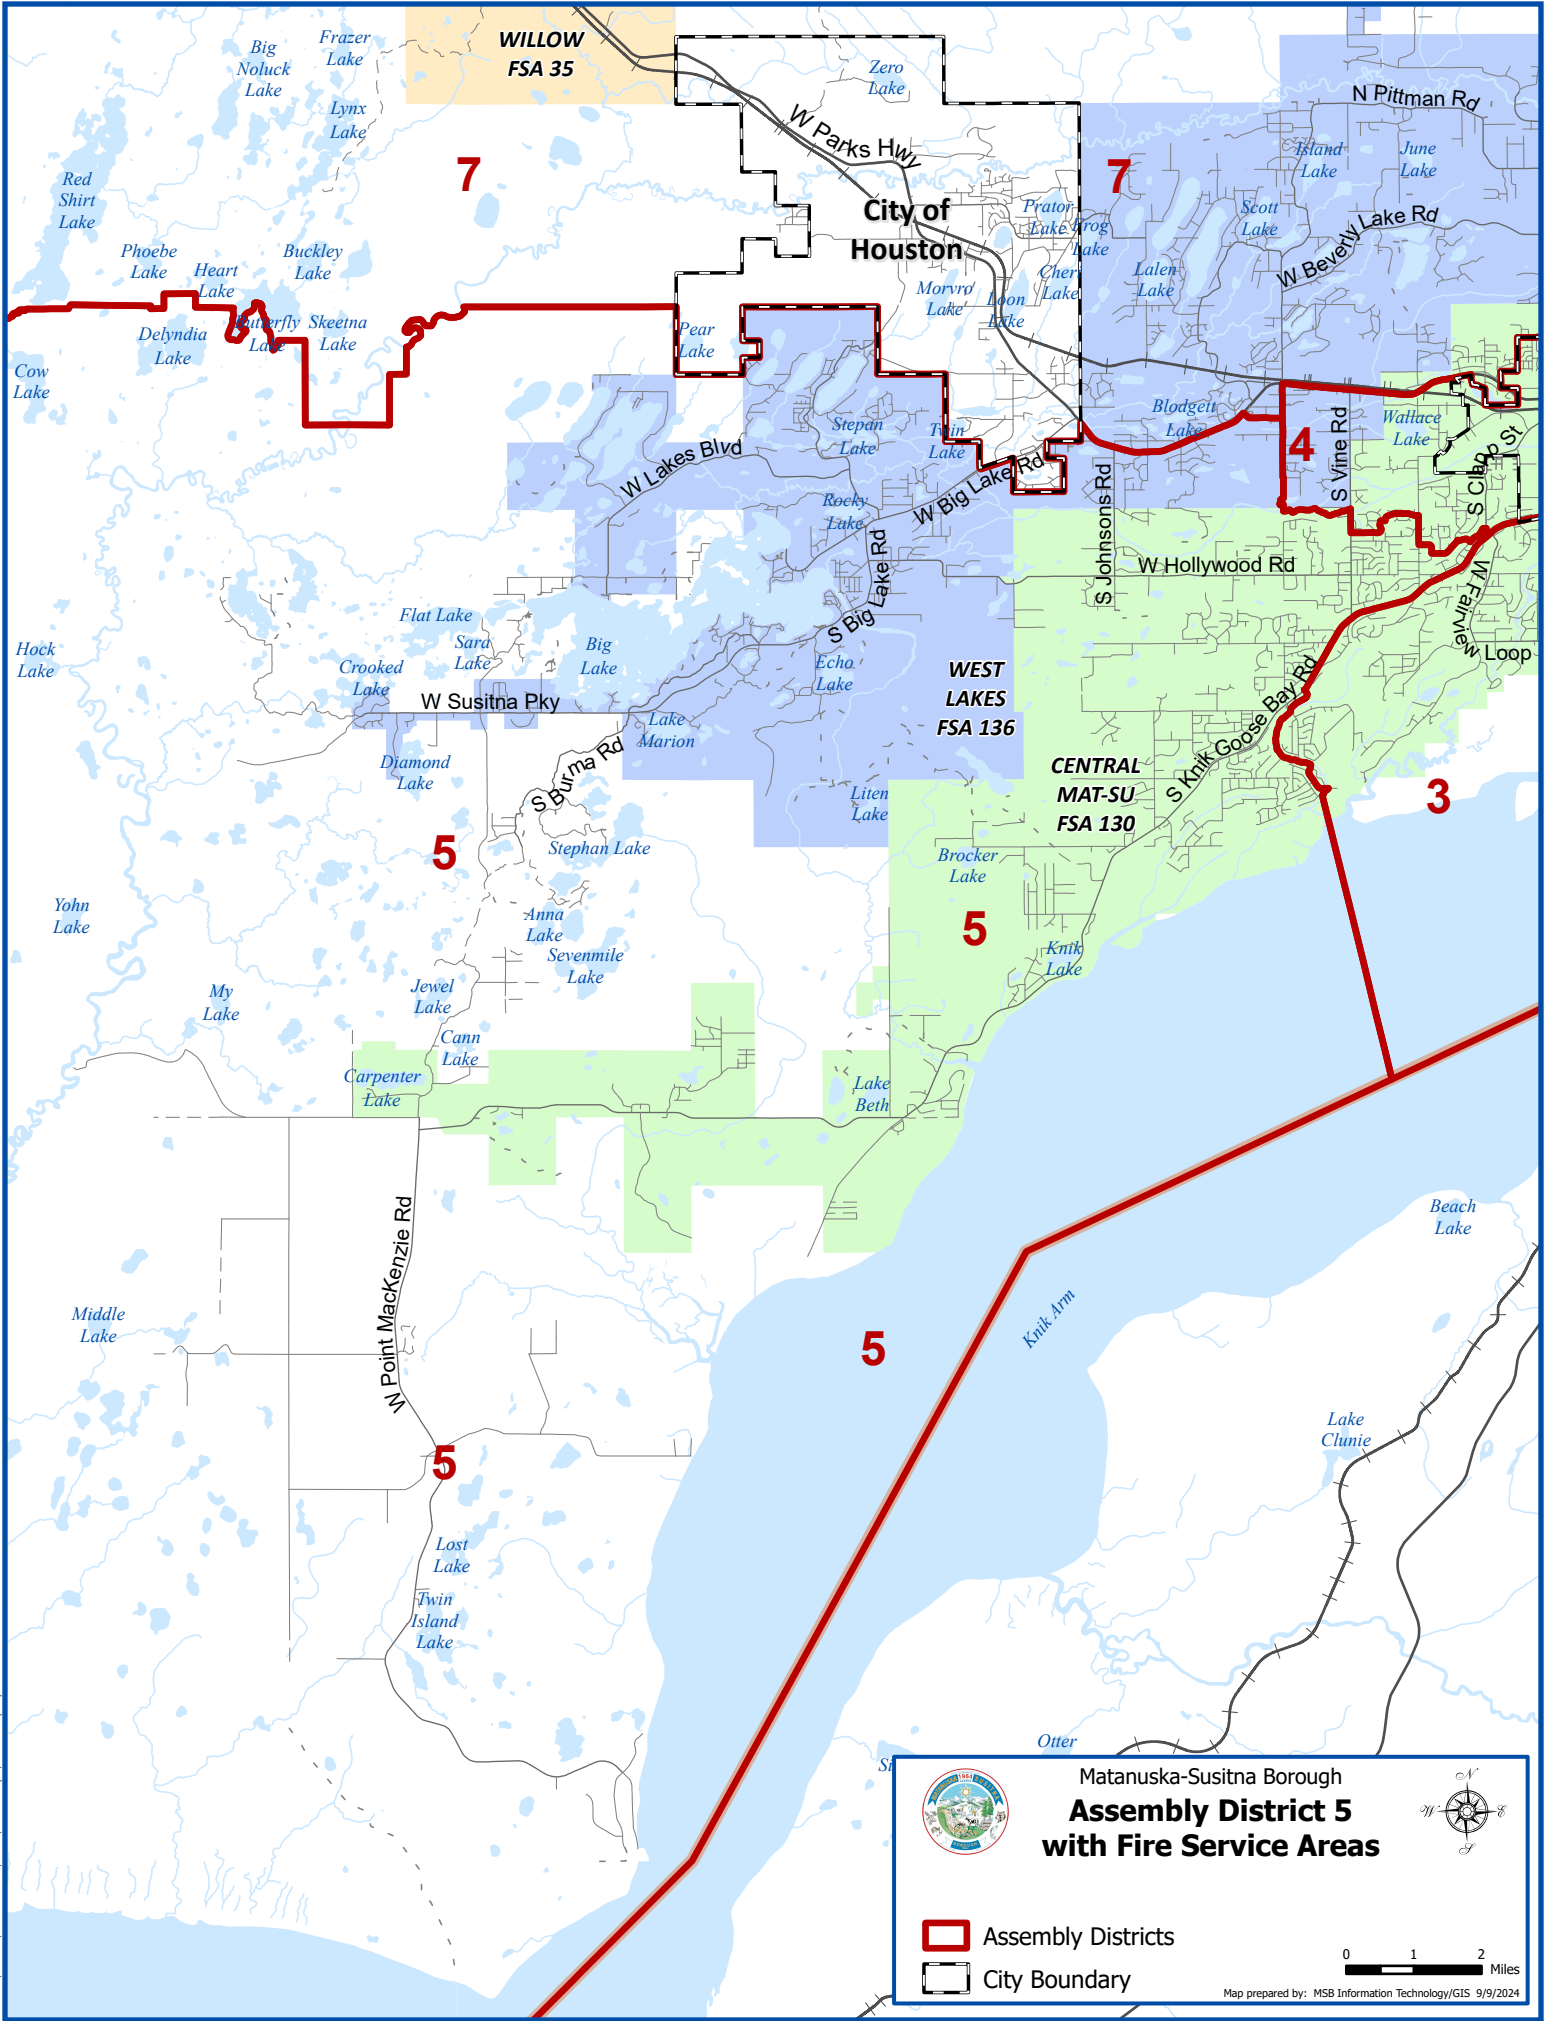 WILLOW
FSA 35
Big
Noluck
Lake
Frazer
Lake
Lynx
Lake
Zero
Lake
N Pittman Rd
W Parks Hwy
7
7
Island
Lake
June
Lake
Red
Shirt
Lake
City of
Houston
Prator
Lake
Frog
Lake
Scott
Lake
W Beverly Lake Rd
Phoebe
Lake
Heart
Lake
Buckley
Lake
Morvro
Lake
Loon
Lake
Cher
Lake
Lalen
Lake
Delyndia
Lake
Butterfly
Lake
Skeetna
Lake
Pear
Lake
Cow
Lake
Stepan
Lake
Twin
Lake
Blodgett
Lake
4
S Vine Rd
Wallace
Lake
S Clapp St
W Lakes Blvd
Rocky
Lake
W Big Lake Rd
S Johnsons Rd
W Hollywood Rd
S Big Lake Rd
W Fairview Loop
Flat Lake
Sara
Lake
Big
Lake
Hock
Lake
Crooked
Lake
Echo
Lake
WEST
LAKES
FSA 136
W Susitna Pky
Lake
Marion
S Knik Goose Bay Rd
Diamond
Lake
S Burma Rd
CENTRAL
MAT-SU
FSA 130
Liten
Lake
3
5
Stephan Lake
Brocker
Lake
Yohn
Lake
Anna
Lake
5
Sevenmile
Lake
Knik
Lake
My
Lake
Jewel
Lake
Cann
Lake
Carpenter
Lake
Lake
Beth
W Point MacKenzie Rd
Beach
Lake
Middle
Lake
Knik Arm
5
Lake
Clunie
5
Lost
Lake
Twin
Island
Lake
Otter
Si
Matanuska-Susitna Borough
Assembly District 5
with Fire Service Areas
N
W
E
S
Assembly Districts
City Boundary
0 1 2
Miles
Map prepared by: MSB Information Technology/GIS 9/9/2024